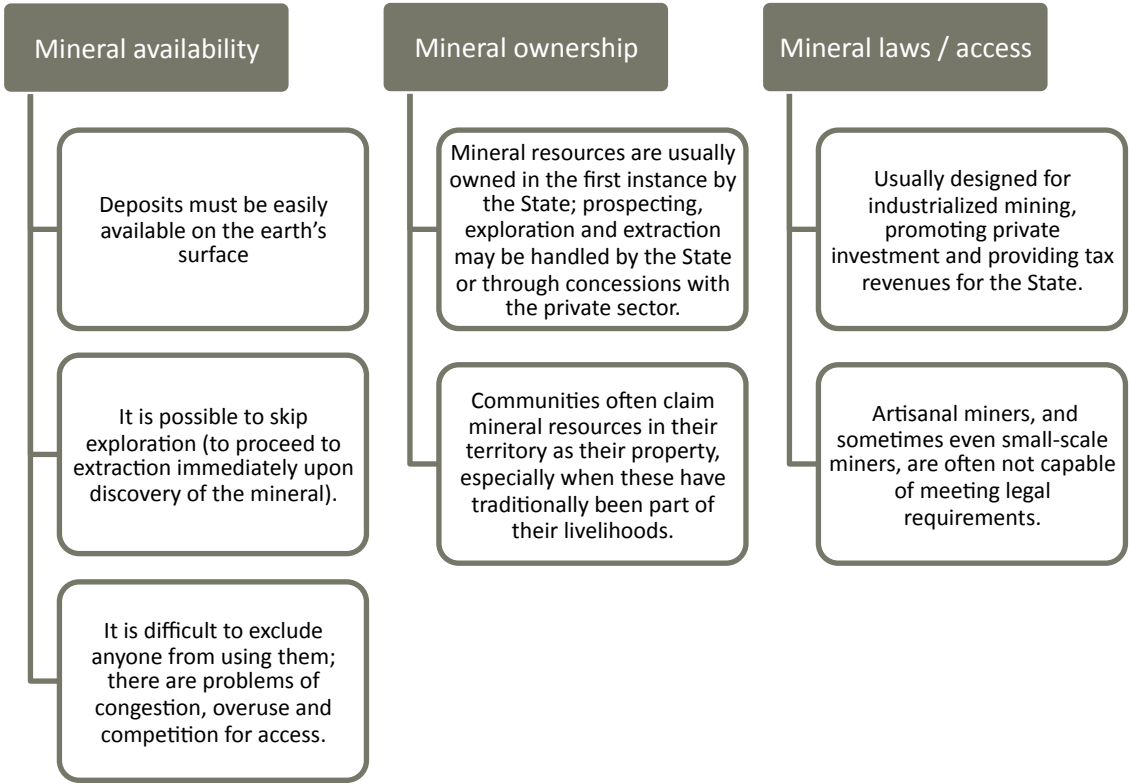 Mineral availability
Deposits must be easily
available on the earth's
surface
It is possible to skip
exploration (to proceed to
extraction immediately upon
discovery of the mineral).
It is difficult to exclude
anyone from using them;
there are problems of
congestion, overuse and
competition for access.
Mineral ownership
Mineral resources are usually
owned in the first instance by
the State; prospecting,
exploration and extraction
may be handled by the State
or through concessions with
the private sector.
Communities often claim
mineral resources in their
territory as their property,
especially when these have
traditionally been part of
their livelihoods.
Mineral laws / access
Usually designed for
industrialized mining,
promoting private
investment and providing tax
revenues for the State.
Artisanal miners, and
sometimes even small-scale
miners, are often not capable
of meeting legal
requirements.